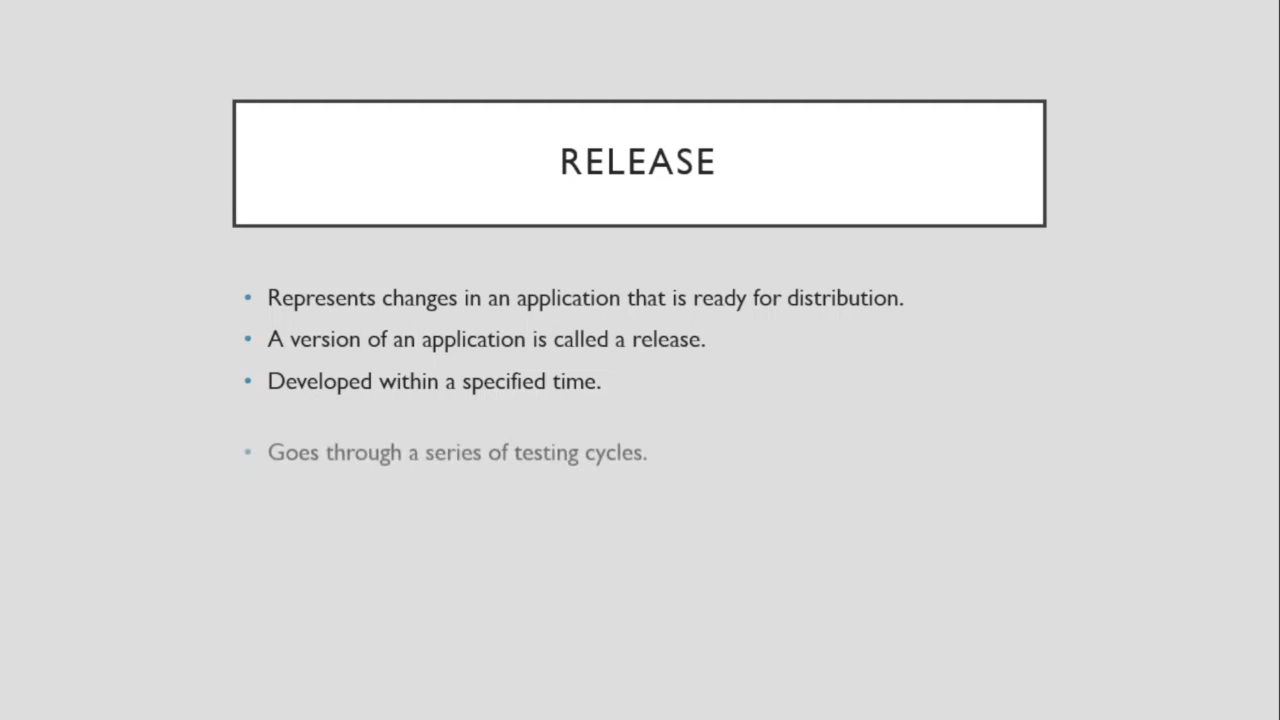 RELEASE
• Represents changes in an application that is ready for distribution.
• A version of an application is called a release.
• Developed within a specified time.
• Goes through a series of testing cycles.